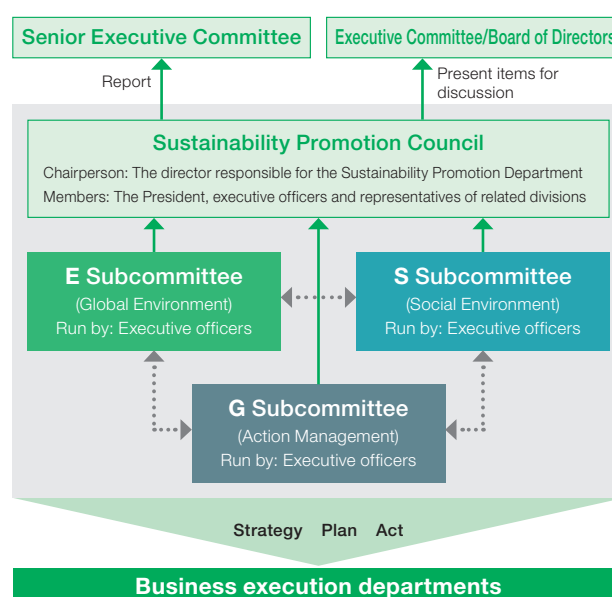 Senior Executive Committee
Executive Committee/Board of Directors
Report
Present items for
discussion
Sustainability Promotion Council
Chairperson: The director responsible for the Sustainability Promotion Department
Members: The President, executive officers and representatives of related divisions
E Subcommittee
(Global Environment)
Run by: Executive officers
S Subcommittee
(Social Environment)
Run by: Executive officers
G Subcommittee
(Action Management)
Run by: Executive officers
Strategy Plan Act
Business execution departments